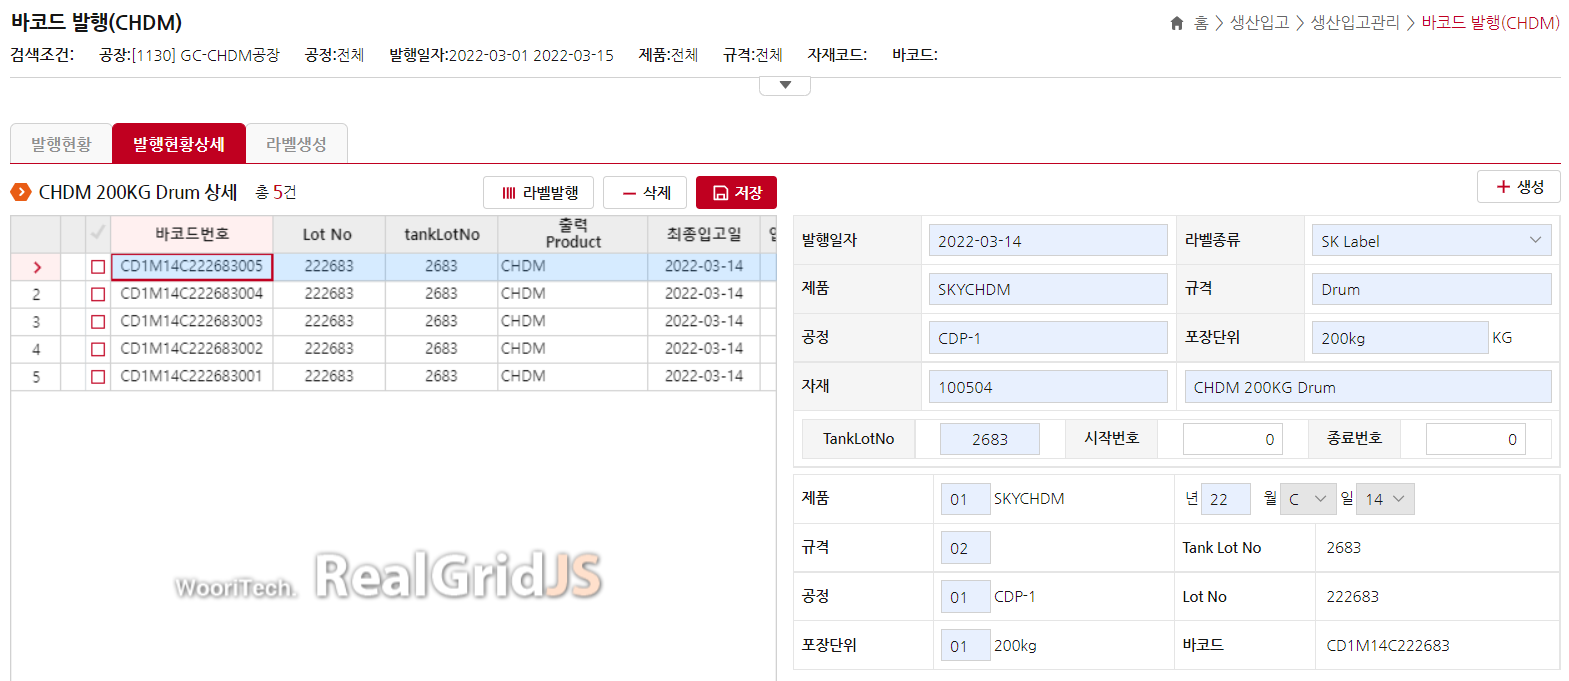 바코드 발행(CHDM)
홈 > 생산입고 > 생산입고관리 > 바코드 발행(CHDM)
검색조건: 공장:[1130] GC-CHDM공장 공정:전체 발행일자:2022-03-01 2022-03-15 제품:전체 규격:전체 자재코드: 바코드:
발행현황 발행현황상세 라벨생성
CHDM 200KG Drum 상세 총 5건 라벨발행 삭제 저장
생성
바코드번호 Lot No tankLotNo 출력 Product 최종입고일
CD1M14C222683005 222683 2683 CHDM 2022-03-14
2 CD1M14C222683004 222683 2683 CHDM 2022-03-14
3 CD1M14C222683003 222683 2683 CHDM 2022-03-14
4 CD1M14C222683002 222683 2683 CHDM 2022-03-14
5 CD1M14C222683001 222683 2683 CHDM 2022-03-14
WooriTech. RealGridJS
발행일자 2022-03-14 라벨종류 SK Label
제품 SKYCHDM 규격 Drum
공정 CDP-1 포장단위 200kg KG
자재 100504 CHDM 200KG Drum
TankLotNo 2683 시작번호 0 종료번호 0
제품 01 SKYCHDM 년 22 월 C 일 14
규격 02 Tank Lot No 2683
공정 01 CDP-1 Lot No 222683
포장단위 01 200kg 바코드 CD1M14C222683